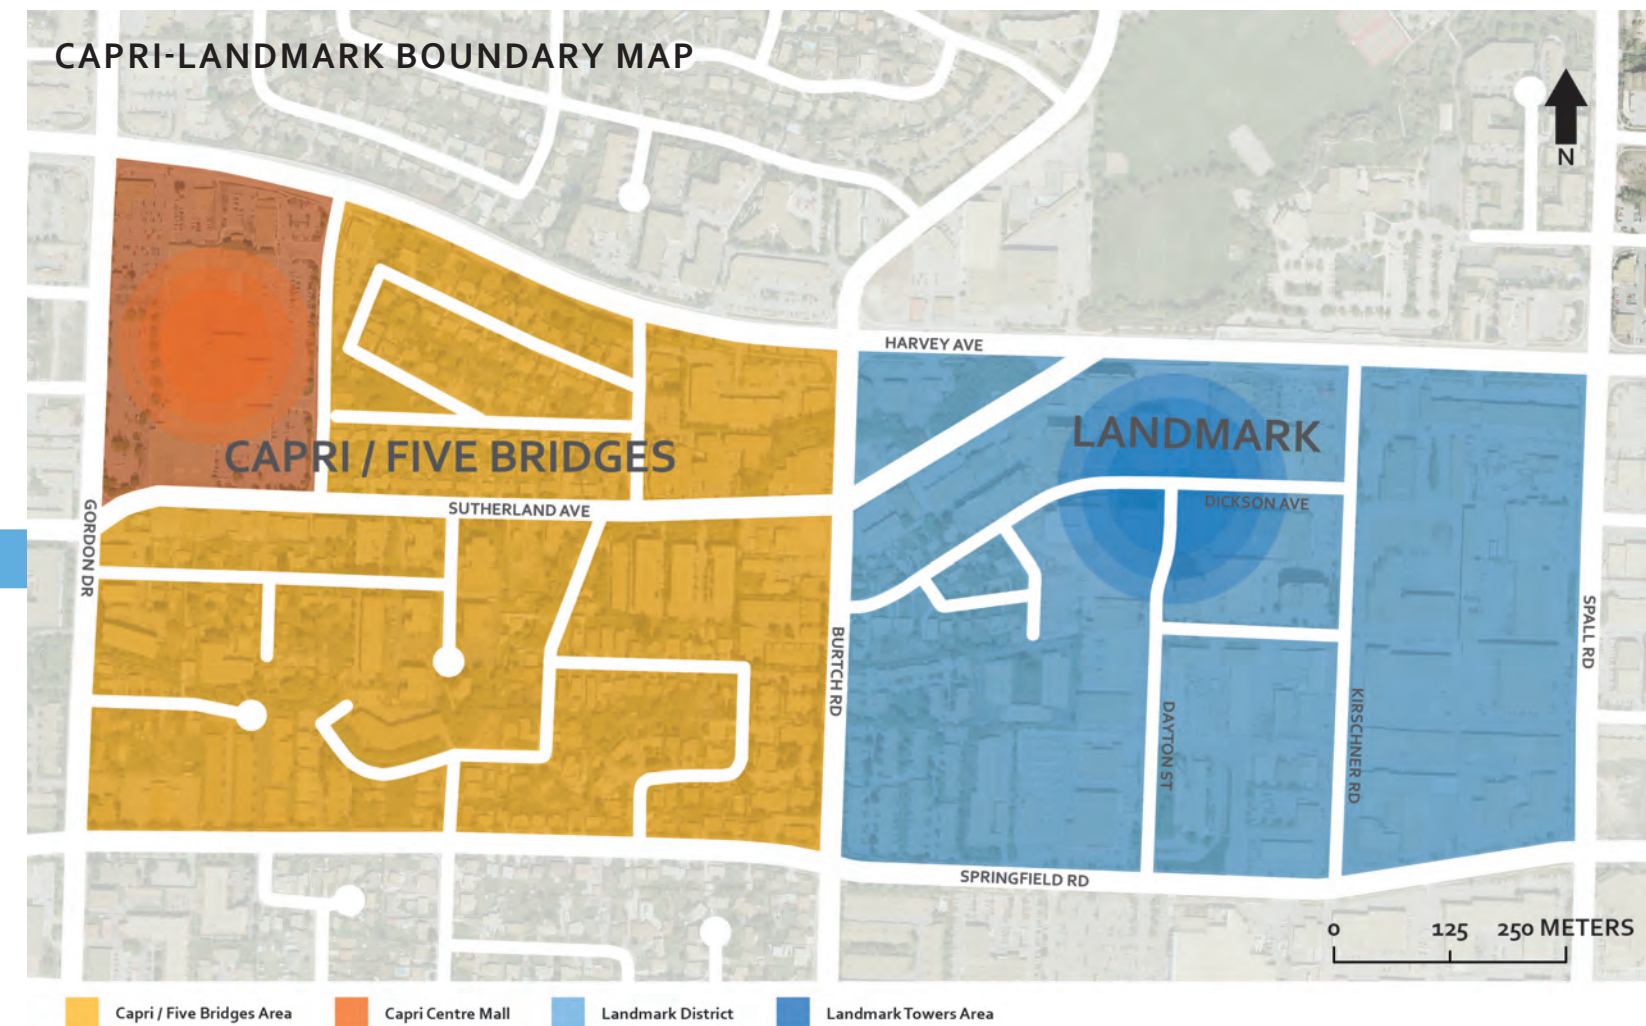 CAPRI-LANDMARK BOUNDARY MAP
N
HARVEY AVE
LANDMARK
CAPRI / FIVE BRIDGES
DICKSON AVE
SUTHERLAND AVE
GORDON DR
BURTCH RD
SPALL RD
DAYTON ST
KIRSCHNER RD
SPRINGFIELD RD
0 125 250 METERS
Capri / Five Bridges Area Capri Centre Mall Landmark District Landmark Towers Area